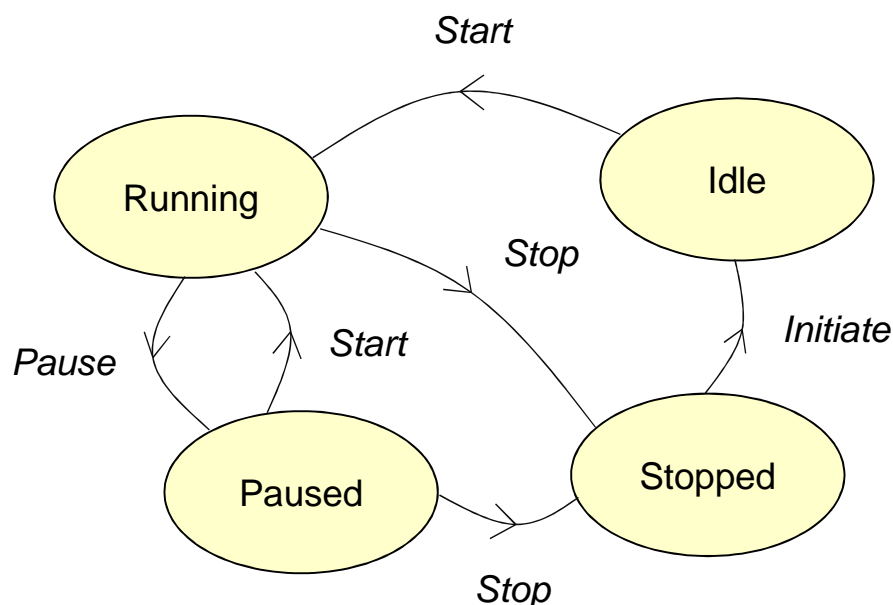 Start
Idle
Running
Stop
Initiate
Start
Pause
Stopped
Paused
Stop